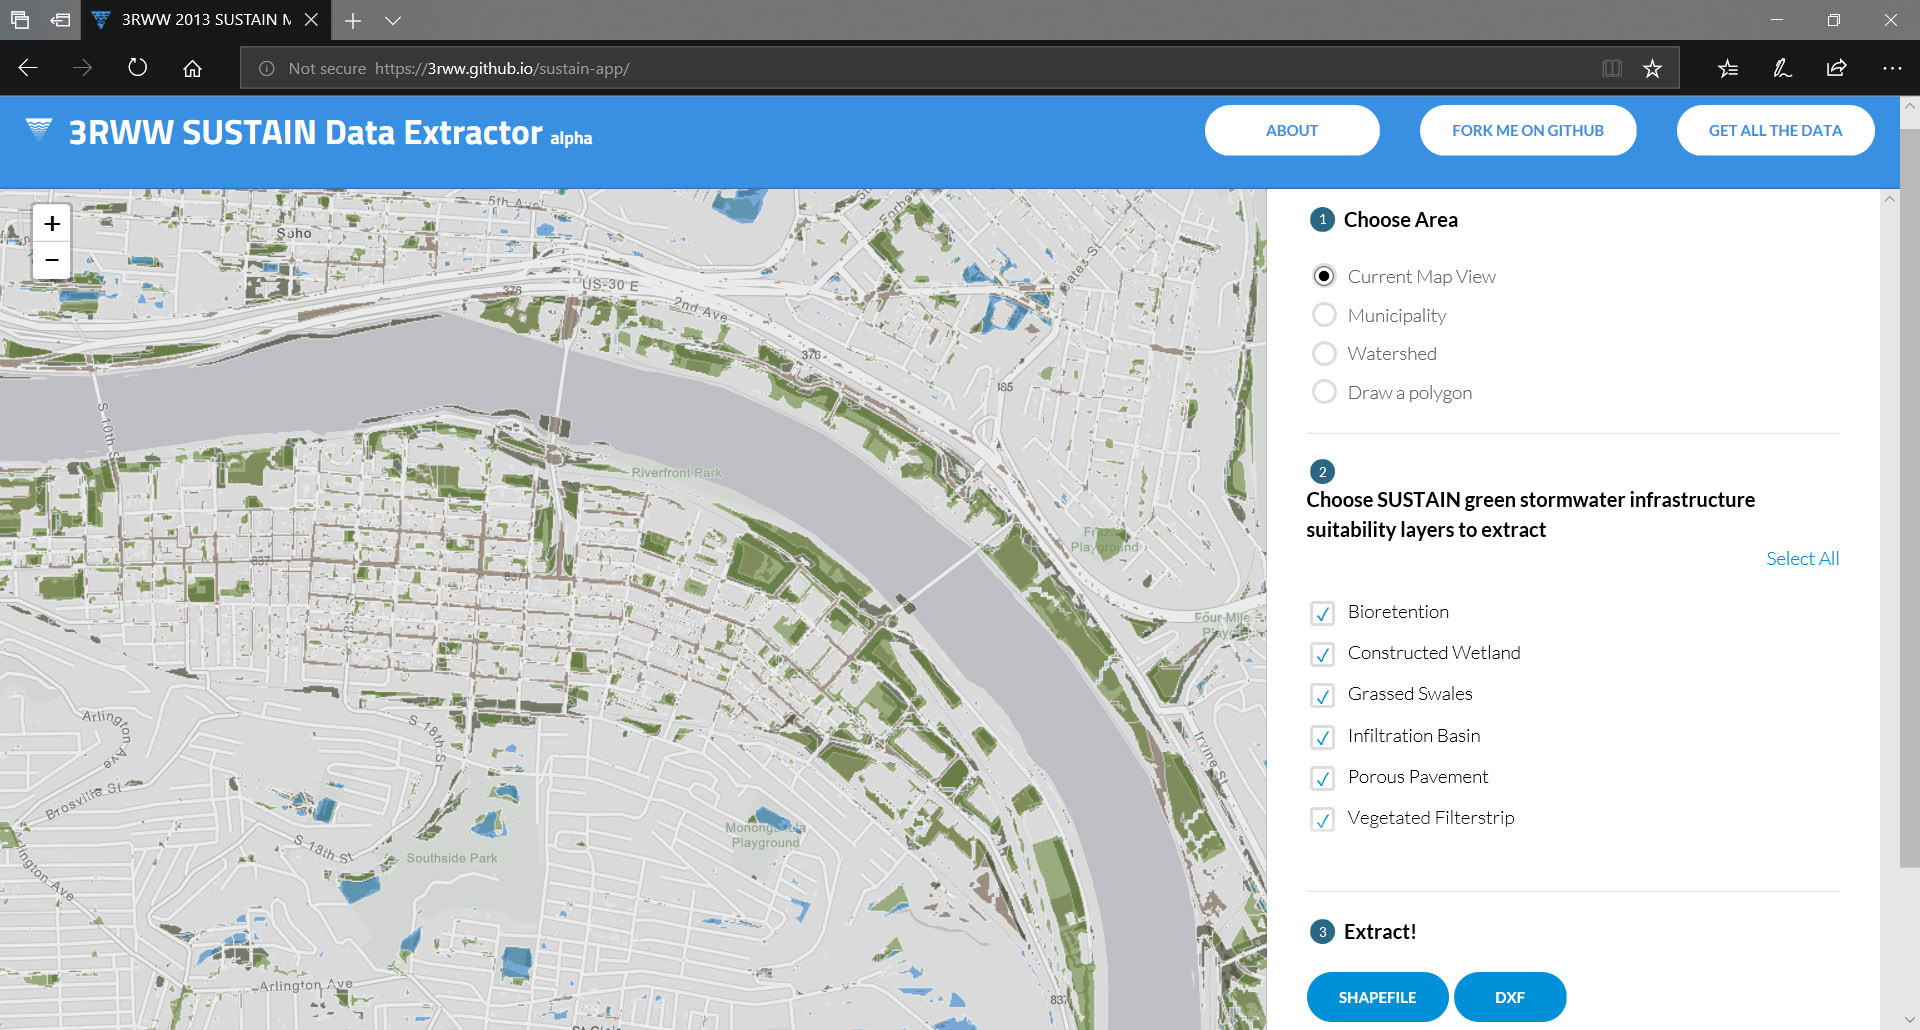 3RWW 2013 SUSTAIN M
Not secure https://3rww.github.io/sustain-app/
3RWW SUSTAIN Data Extractor alpha
ABOUT
FORK ME ON GITHUB
GET ALL THE DATA
+
−
5th Ave
Forbes
Soho
Bates St
376
US-30 E
2nd Ave
376
885
S 10th S
Riverfront Park
Frazier
Playground
837
837
Four Mile
Playground
S 18th St
Irvine St
Arlington Ave
Brosville St
S 18th St
Monongahela
Playground
Southside Park
Arlington Ave
Arlington Ave
837
St Clair
1 Choose Area
Current Map View
Municipality
Watershed
Draw a polygon
2
Choose SUSTAIN green stormwater infrastructure
suitability layers to extract
Select All
Bioretention
Constructed Wetland
Grassed Swales
Infiltration Basin
Porous Pavement
Vegetated Filterstrip
3 Extract!
SHAPEFILE
DXF